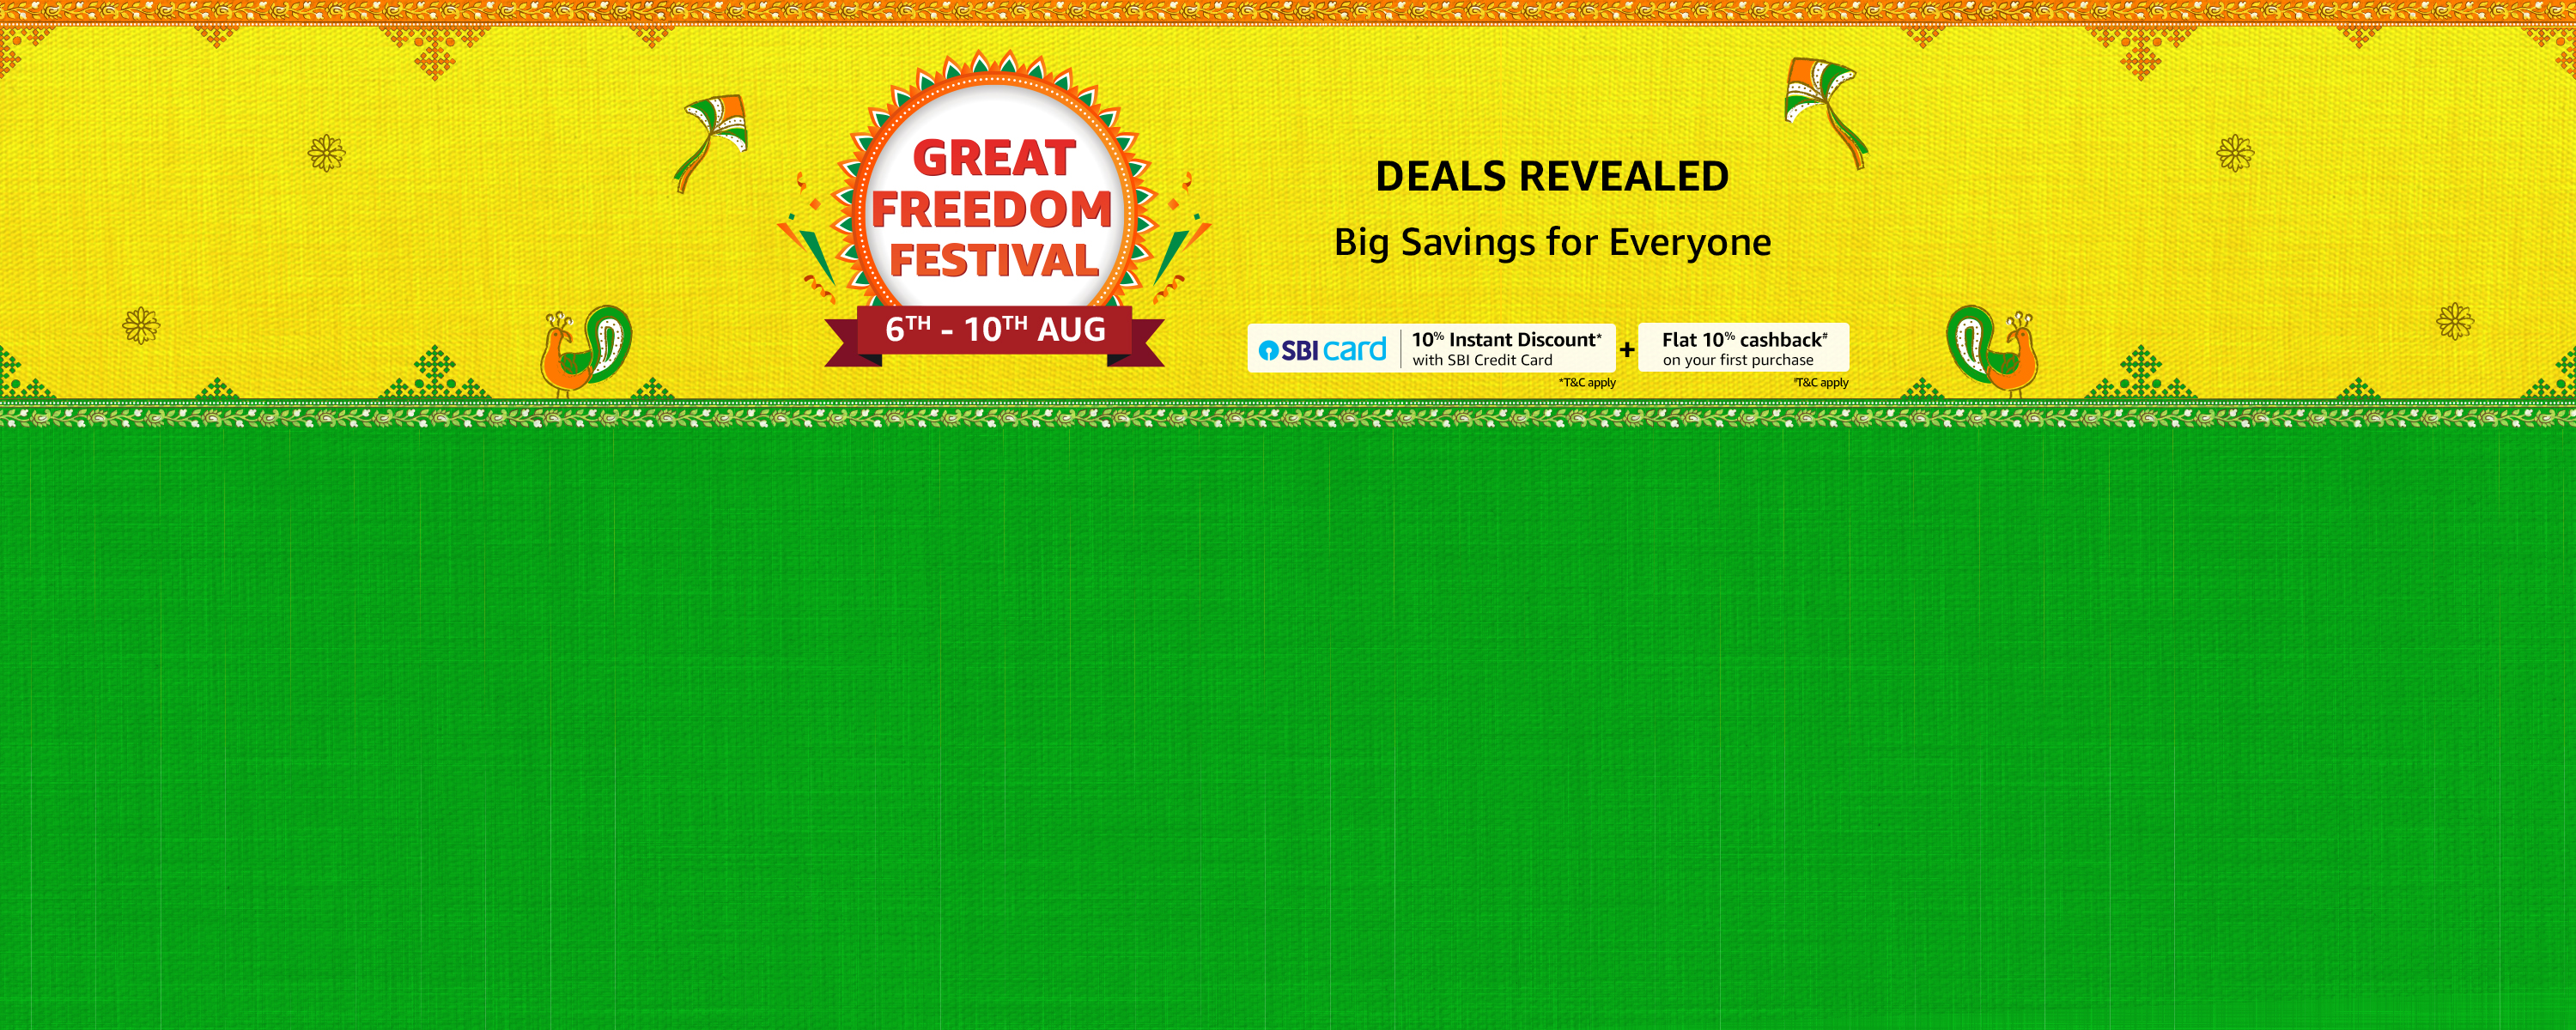 GREAT
FREEDOM
FESTIVAL
6TH - 10TH AUG
DEALS REVEALED
Big Savings for Everyone
SBI card
10% Instant Discount*
with SBI Credit Card
*T&C apply
+
Flat 10% cashback#
on your first purchase
#T&C apply